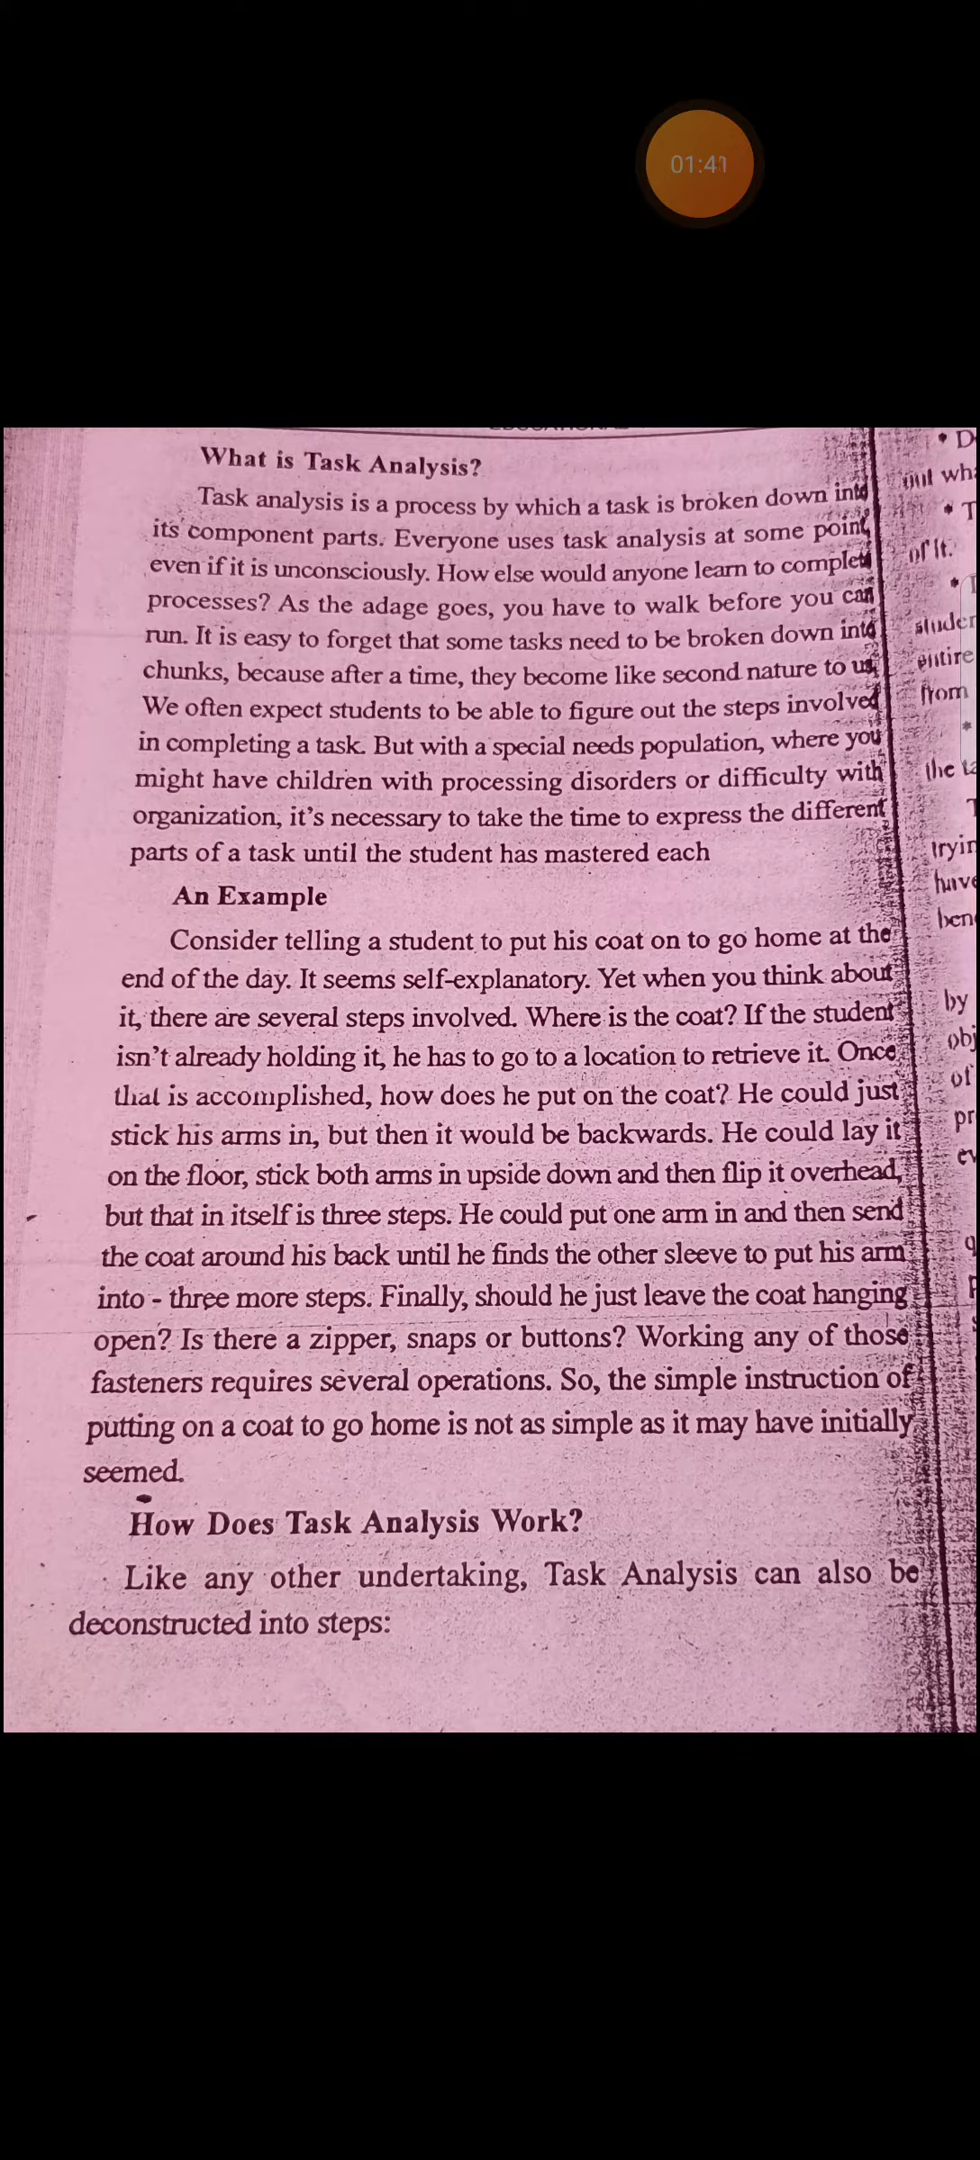 01:41
What is Task Analysis?
Task analysis is a process by which a task is broken down into
its component parts. Everyone uses task analysis at some point,
even if it is unconsciously. How else would anyone learn to complete
processes? As the adage goes, you have to walk before you can
run. It is easy to forget that some tasks need to be broken down into
chunks, because after a time, they become like second nature to us.
We often expect students to be able to figure out the steps involved
in completing a task. But with a special needs population, where you
might have children with processing disorders or difficulty with
organization, it's necessary to take the time to express the different
parts of a task until the student has mastered each
An Example
Consider telling a student to put his coat on to go home at the
end of the day. It seems self-explanatory. Yet when you think about
it, there are several steps involved. Where is the coat? If the student
isn't already holding it, he has to go to a location to retrieve it. Once
that is accomplished, how does he put on the coat? He could just
stick his arms in, but then it would be backwards. He could lay it
on the floor, stick both arms in upside down and then flip it overhead,
but that in itself is three steps. He could put one arm in and then send
the coat around his back until he finds the other sleeve to put his arm
into - three more steps. Finally, should he just leave the coat hanging
open? Is there a zipper, snaps or buttons? Working any of those
fasteners requires several operations. So, the simple instruction of
putting on a coat to go home is not as simple as it may have initially
seemed.
How Does Task Analysis Work?
Like any other undertaking, Task Analysis can also be
deconstructed into steps:
out
of it.
entire
from
the
have
by
of